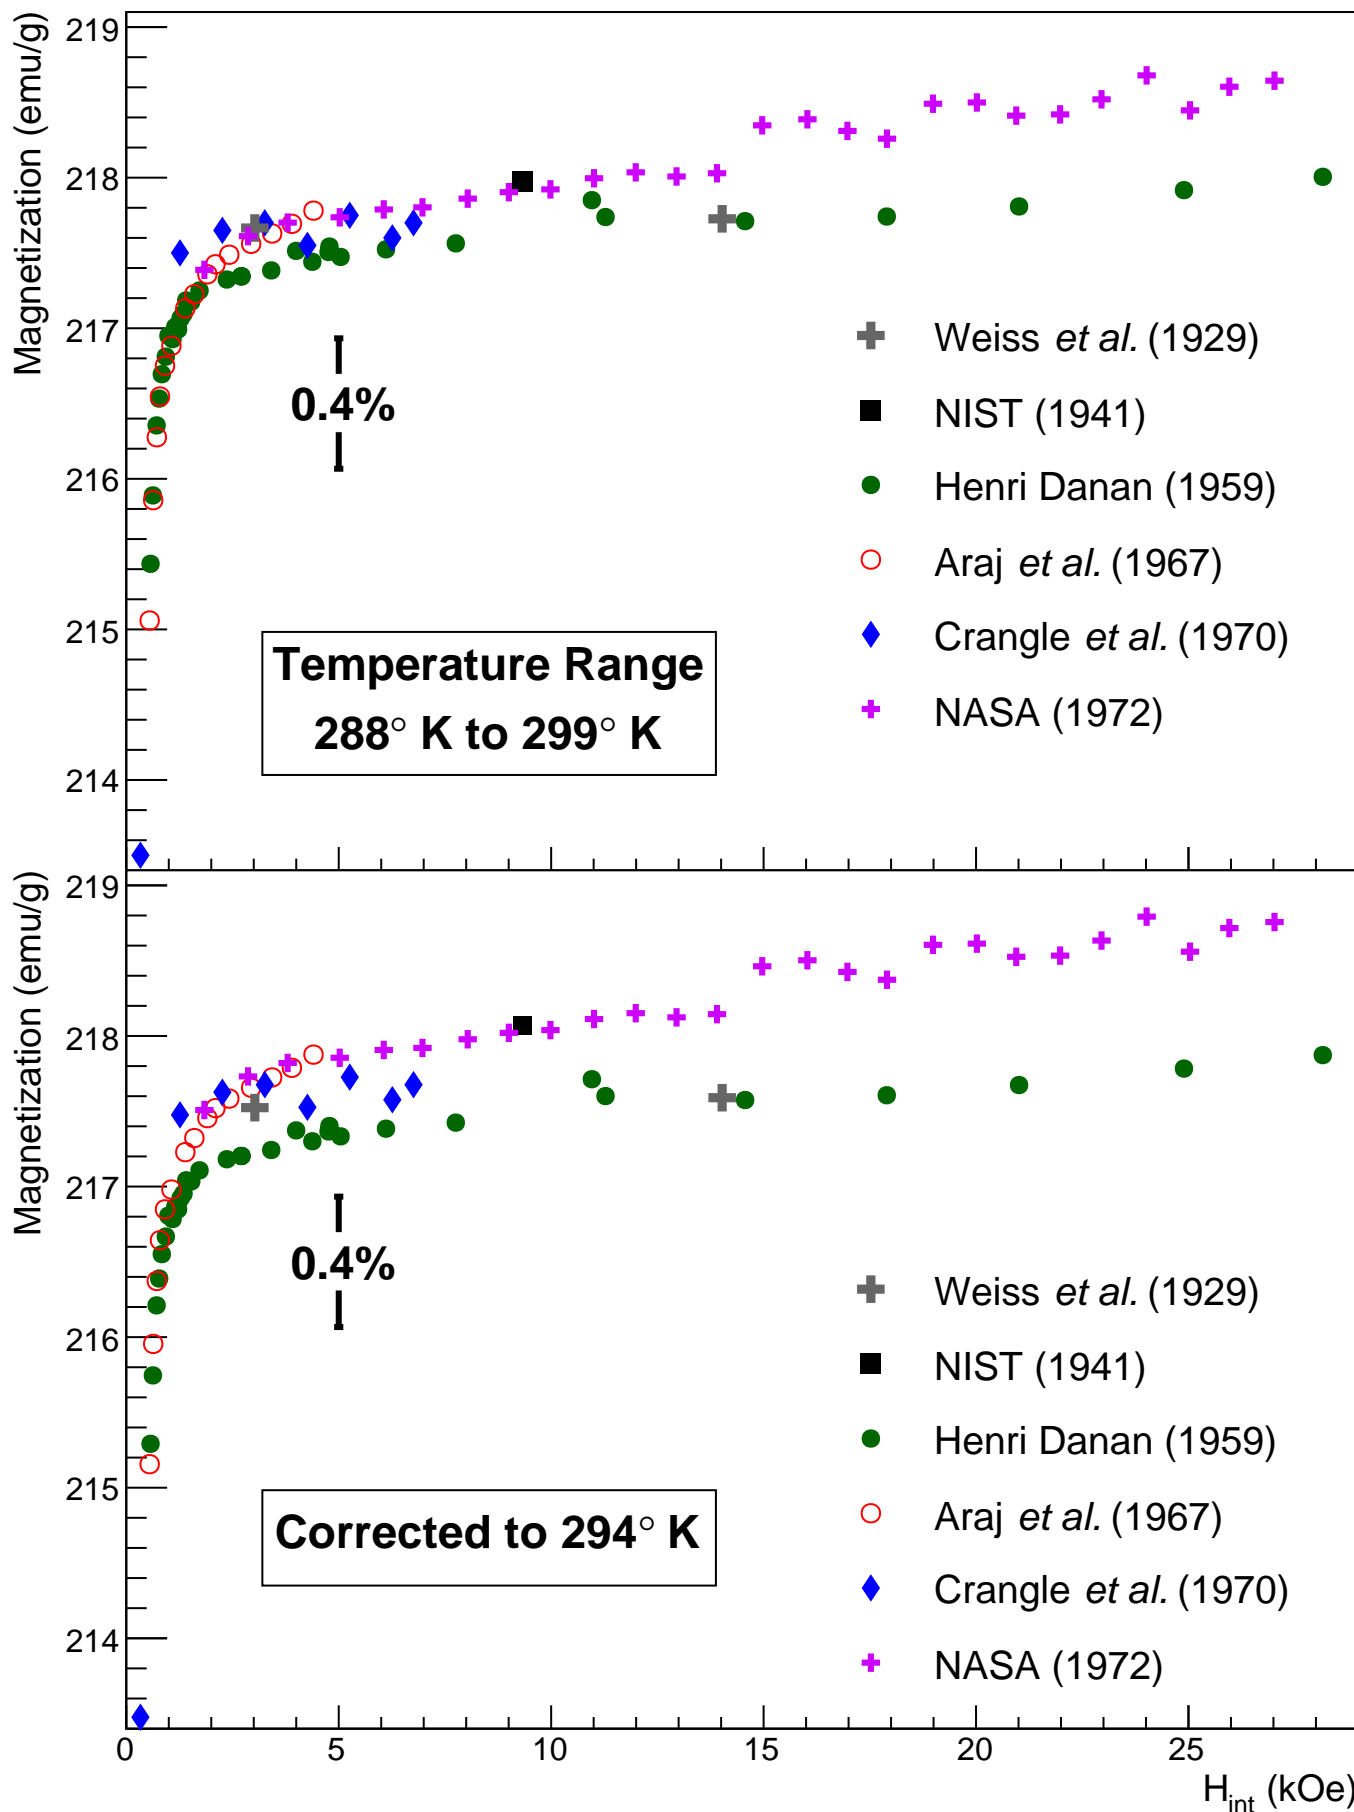 219
218
217
216
215
214
Magnetization (emu/g)
0.4%
Temperature Range
288° K to 299° K
Weiss et al. (1929)
NIST (1941)
Henri Danan (1959)
Araj et al. (1967)
Crangle et al. (1970)
NASA (1972)
219
218
217
216
215
214
Magnetization (emu/g)
0.4%
Corrected to 294° K
Weiss et al. (1929)
NIST (1941)
Henri Danan (1959)
Araj et al. (1967)
Crangle et al. (1970)
NASA (1972)
0 5 10 15 20 25
Hint (kOe)